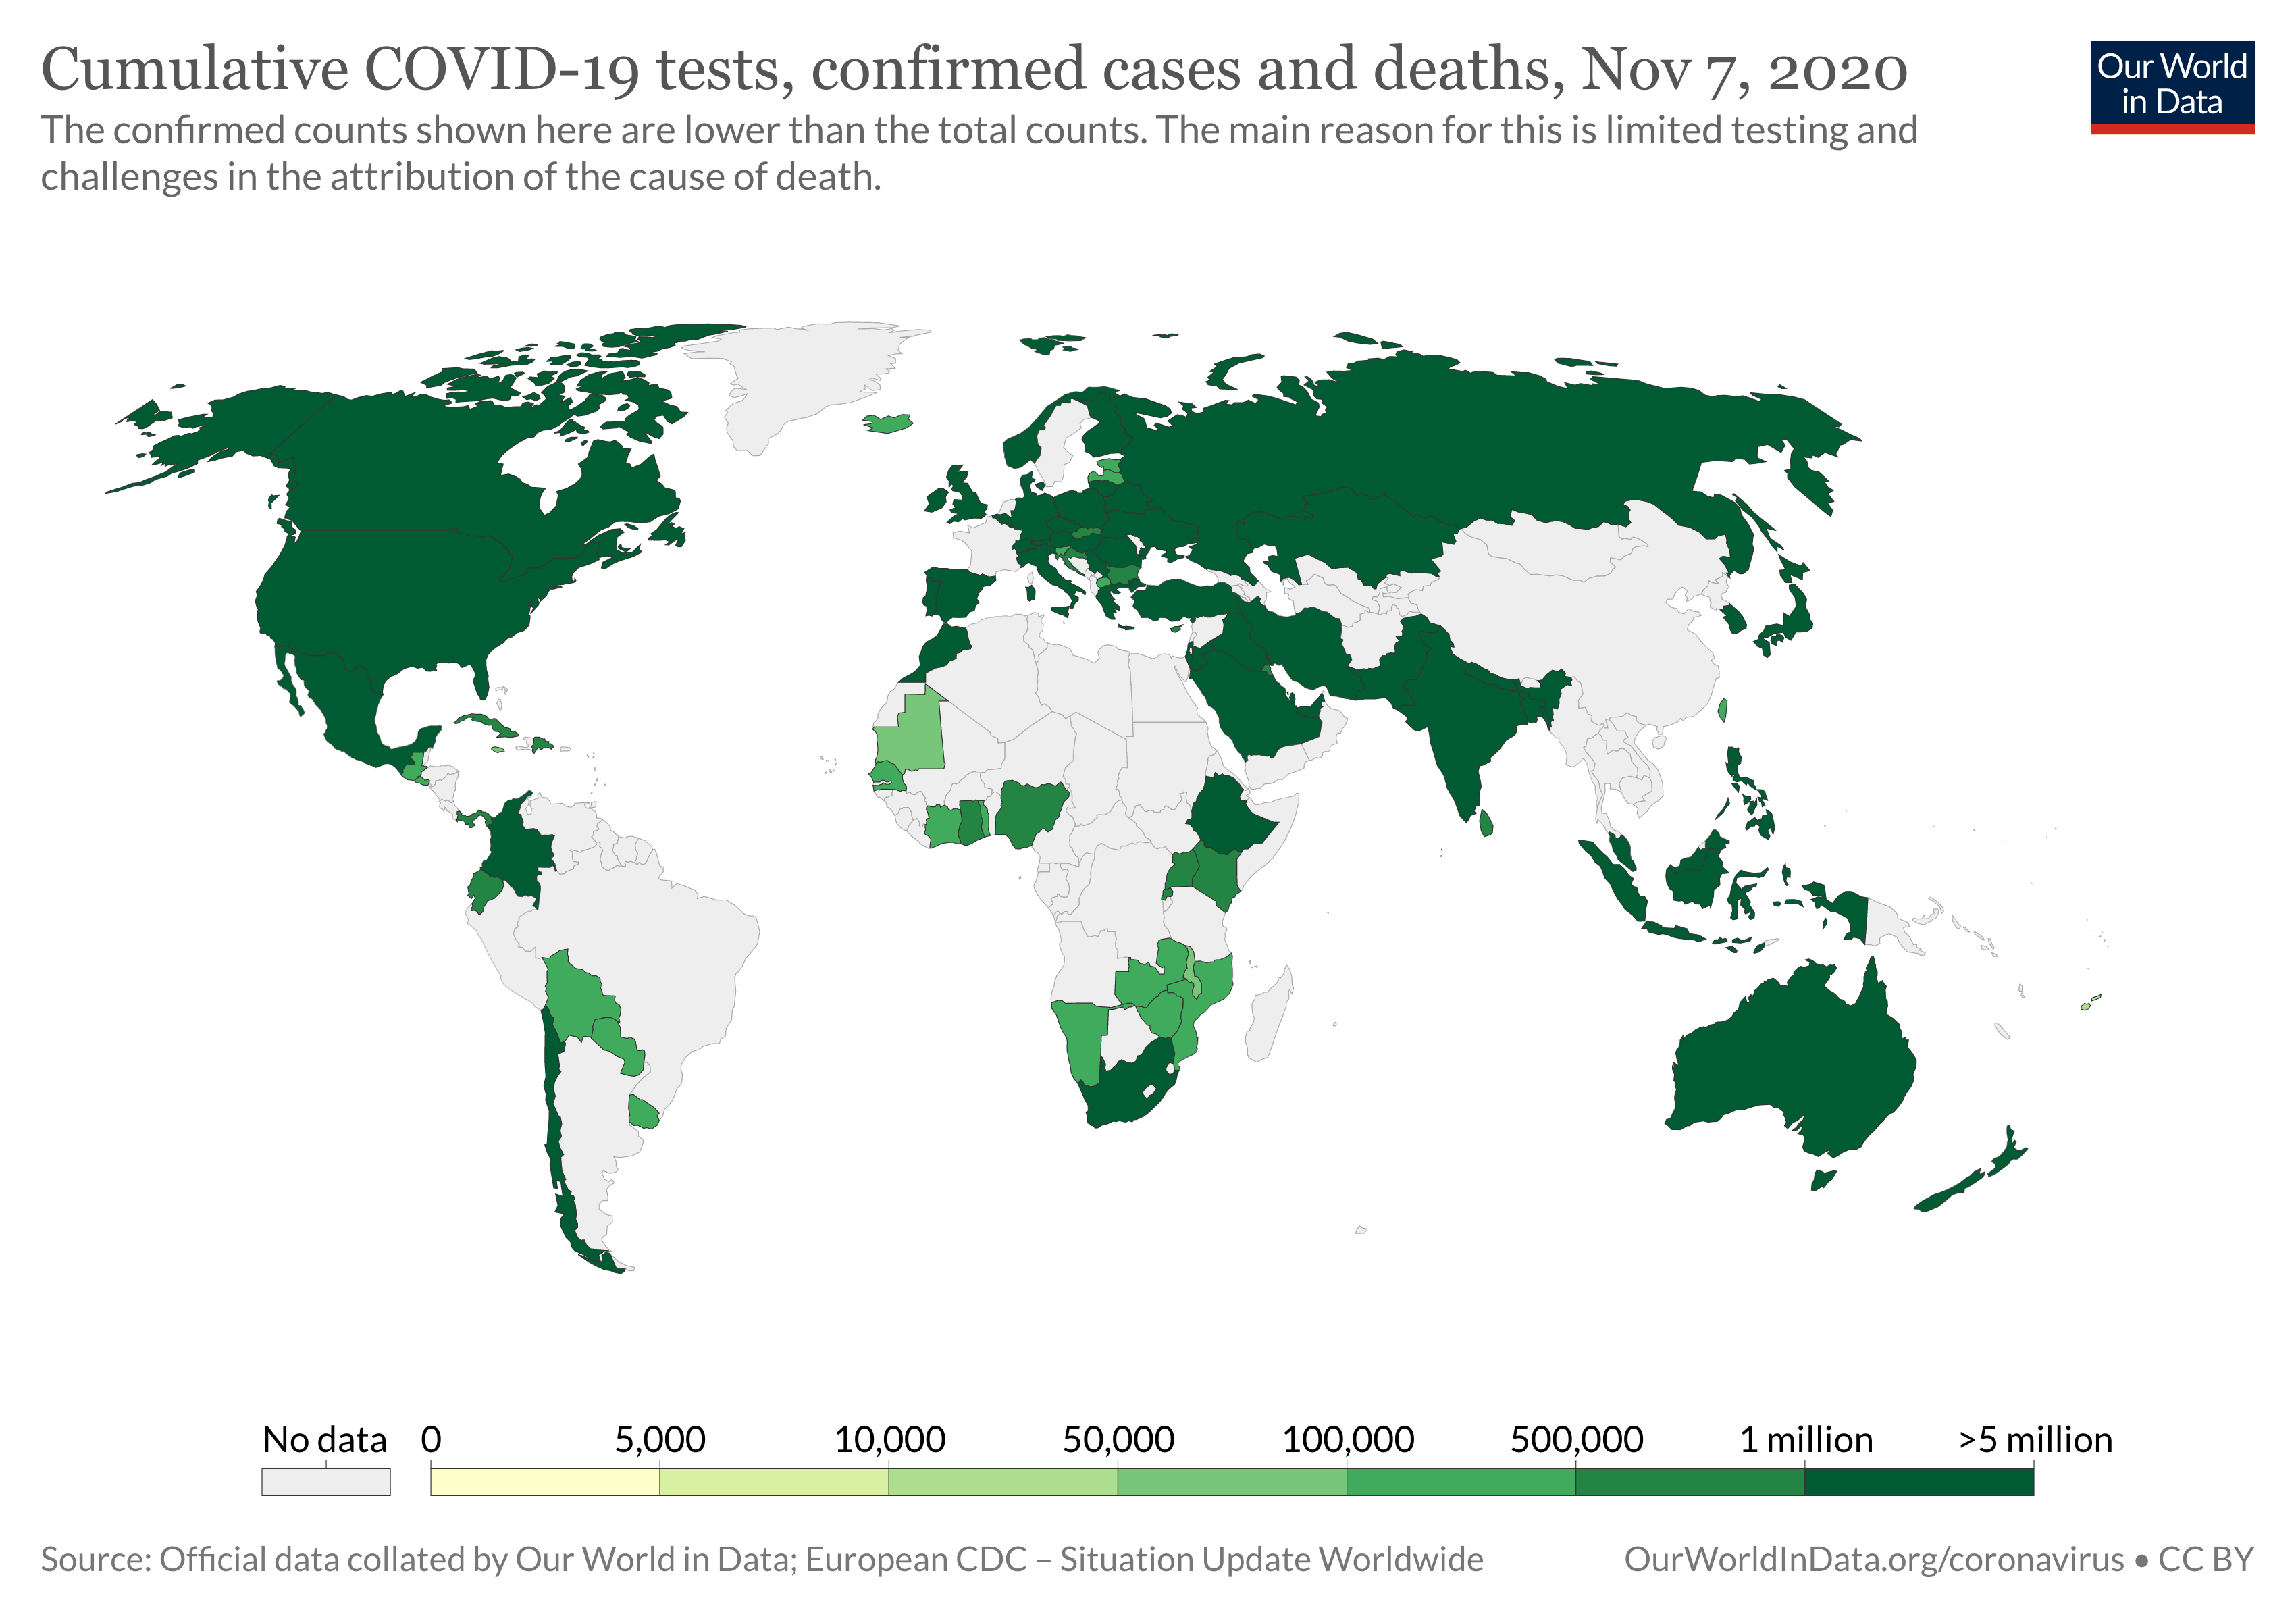 Cumulative COVID-19 tests, confirmed cases and deaths, Nov 7, 2020
The confirmed counts shown here are lower than the total counts. The main reason for this is limited testing and
challenges in the attribution of the cause of death.
Our World
in Data
No data
0
5,000
10,000
50,000
100,000
500,000
1 million
>5 million
Source: Official data collated by Our World in Data; European CDC – Situation Update Worldwide
OurWorldInData.org/coronavirus • CC BY